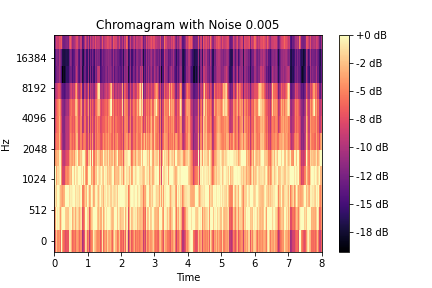 Chromagram with Noise 0.005
Hz
16384
8192
4096
2048
1024
512
0
0 1 2 3 4 5 6 7 8
Time
+0 dB
-2 dB
-5 dB
-8 dB
-10 dB
-12 dB
-15 dB
-18 dB